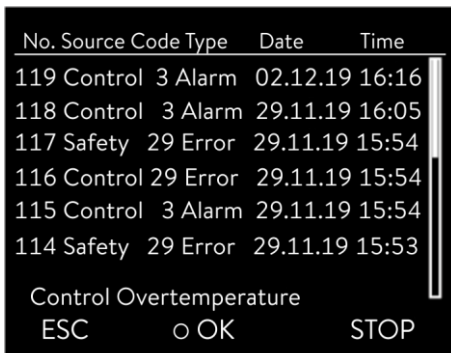 No. Source Code Type Date Time
119 Control 3 Alarm 02.12.19 16:16
118 Control 3 Alarm 29.11.19 16:05
117 Safety 29 Error 29.11.19 15:54
116 Control 29 Error 29.11.19 15:54
115 Control 3 Alarm 29.11.19 15:54
114 Safety 29 Error 29.11.19 15:53
Control Overtemperature
ESC ○ OK STOP